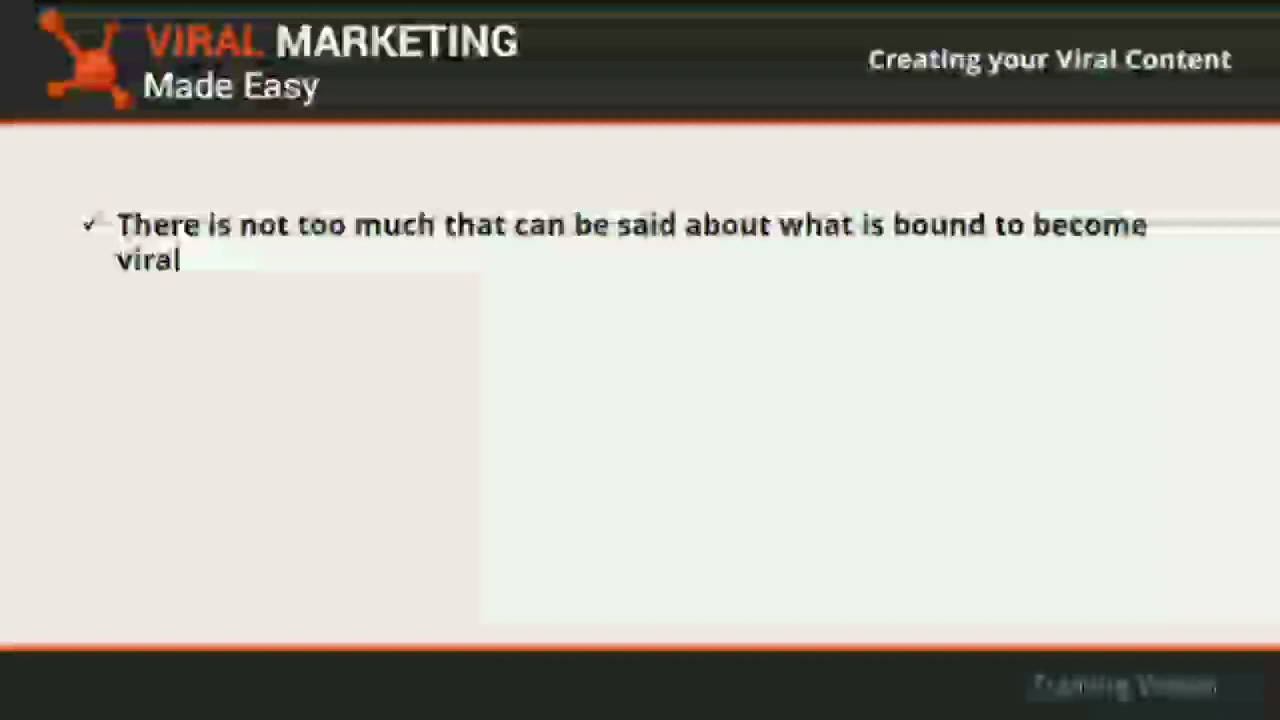 VIRAL MARKETING
Made Easy
Creating your Viral Content
✓ There is not too much that can be said about what is bound to become
viral
Training